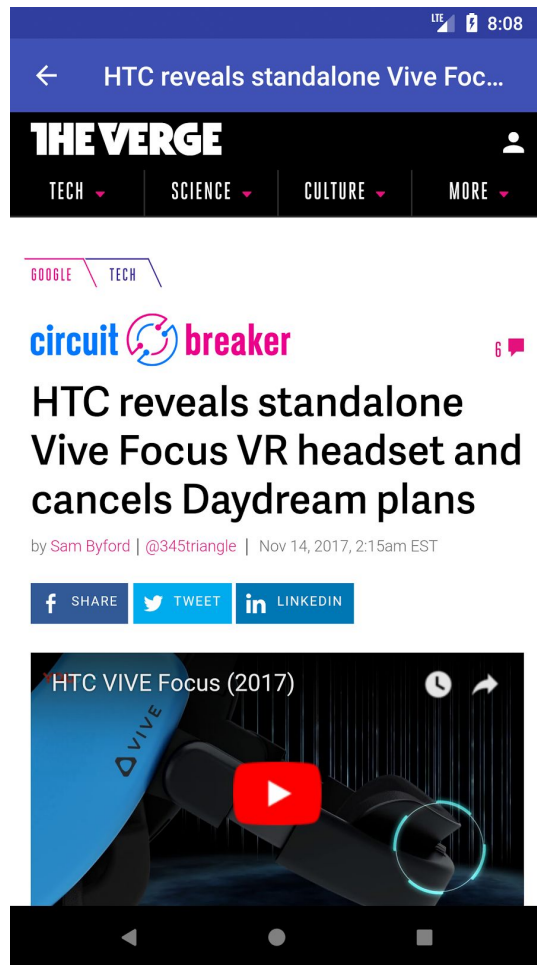 LTE 8:08
HTC reveals standalone Vive Foc...
THE VERGE
TECH SCIENCE CULTURE MORE
GOOGLE TECH
circuit breaker
6
HTC reveals standalone
Vive Focus VR headset and
cancels Daydream plans
by Sam Byford | @345triangle | Nov 14, 2017, 2:15am EST
f SHARE TWEET in LINKEDIN
HTC VIVE Focus (2017)
VIVE